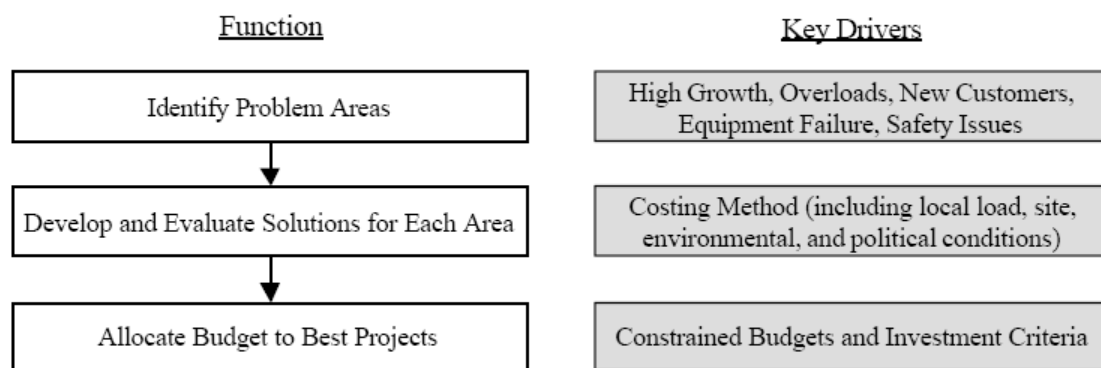 Function
Key Drivers
Identify Problem Areas
High Growth, Overloads, New Customers,
Equipment Failure, Safety Issues
Develop and Evaluate Solutions for Each Area
Costing Method (including local load, site,
environmental, and political conditions)
Allocate Budget to Best Projects
Constrained Budgets and Investment Criteria